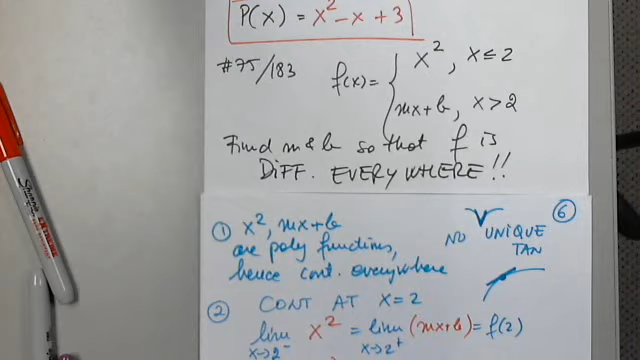 P(x) = x² - x + 3
#75/183
f(x) = { x², x ≤ 2
mx+b, x > 2
Find m & b so that f is
DIFF. EVERYWHERE!!
⑥
① x², mx+b
are poly functions,
hence cont. everywhere
NO UNIQUE
TAN
② CONT AT x=2
lim x² = lim (mx+b) = f(2)
x→2⁻ x→2⁺